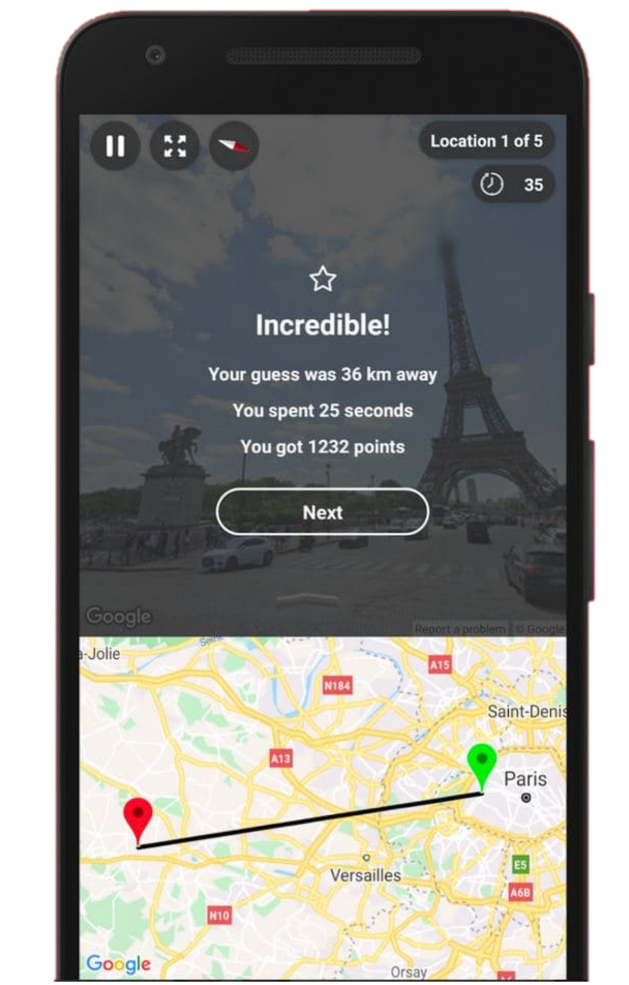 Location 1 of 5
35
Incredible!
Your guess was 36 km away
You spent 25 seconds
You got 1232 points
Next
Google
Report a problem © Google
a-Jolie
Seine
A15
N184
Saint-Denis
A13
Paris
Versailles
E5
A6B
N10
Google
Orsay